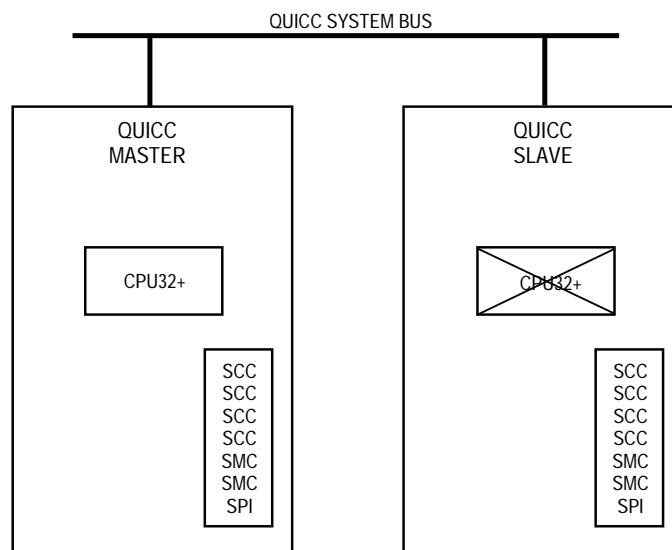 QUICC SYSTEM BUS
QUICC
MASTER
CPU32+
SCC
SCC
SCC
SCC
SMC
SMC
SPI
QUICC
SLAVE
CPU32+
SCC
SCC
SCC
SCC
SMC
SMC
SPI